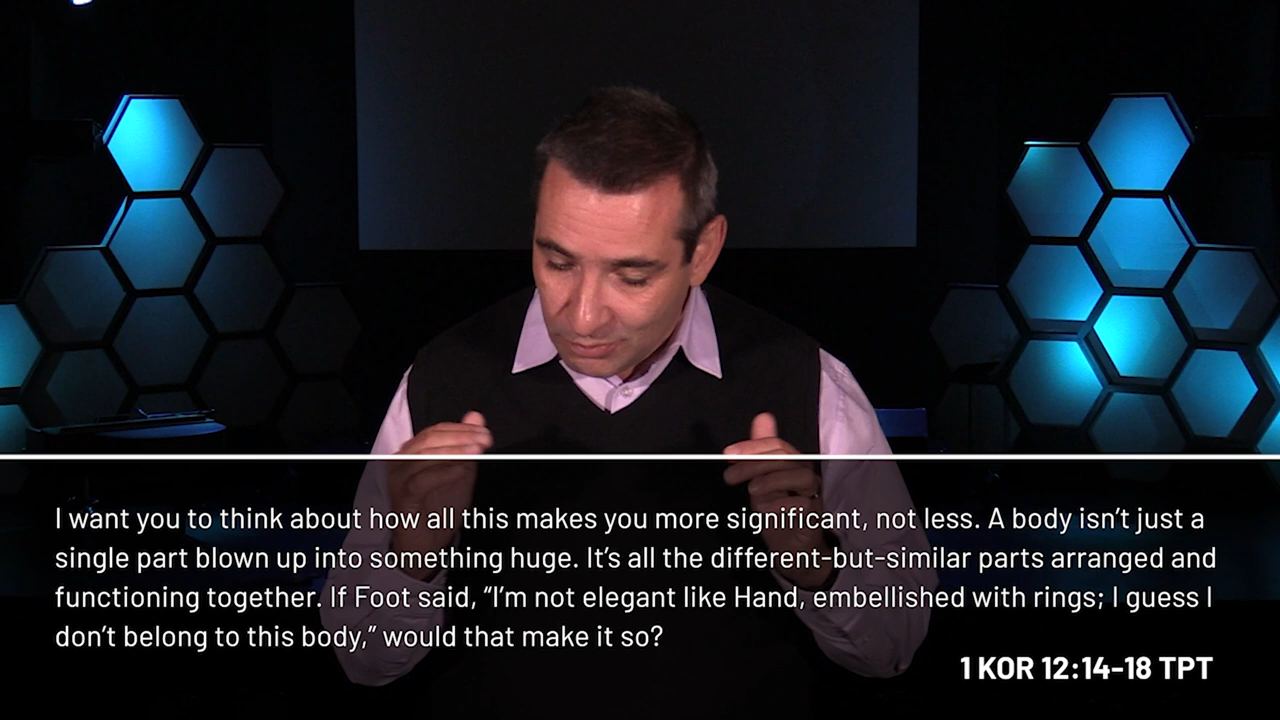 I want you to think about how all this makes you more significant, not less. A body isn’t just a
single part blown up into something huge. It’s all the different-but-similar parts arranged and
functioning together. If Foot said, “I’m not elegant like Hand, embellished with rings; I guess I
don’t belong to this body,” would that make it so?
1 KOR 12:14-18 TPT